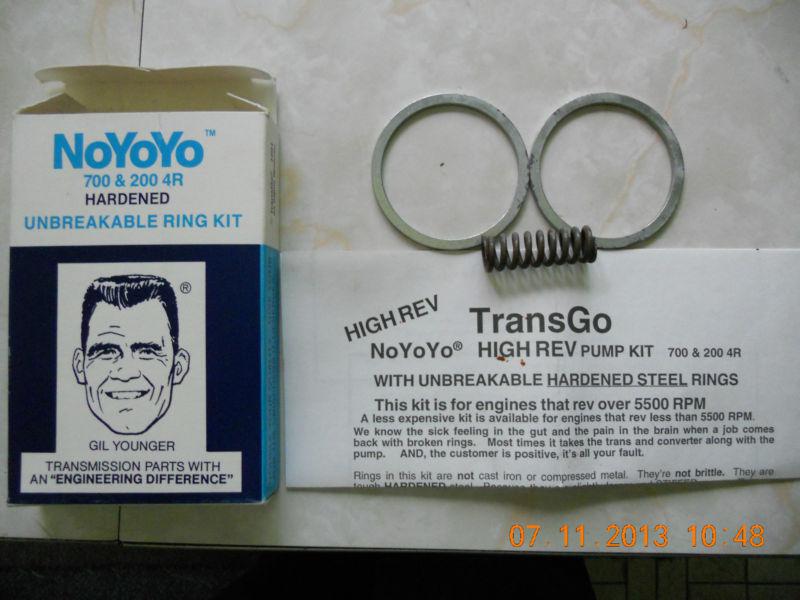 NoYoYo™
700 & 200 4R
HARDENED
UNBREAKABLE RING KIT
®
GIL YOUNGER
TRANSMISSION PARTS WITH
AN "ENGINEERING DIFFERENCE"
HIGH REV
TransGo
NoYoYo® HIGH REV PUMP KIT 700 & 200 4R
WITH UNBREAKABLE HARDENED STEEL RINGS
This kit is for engines that rev over 5500 RPM
A less expensive kit is available for engines that rev less than 5500 RPM.
We know the sick feeling in the gut and the pain in the brain when a job comes
back with broken rings. Most times it takes the trans and converter along with the
pump. AND, the customer is positive, it's all your fault.
Rings in this kit are not cast iron or compressed metal. They're not brittle. They are
tough HARDENED steel. Because
07.11.2013 10:48